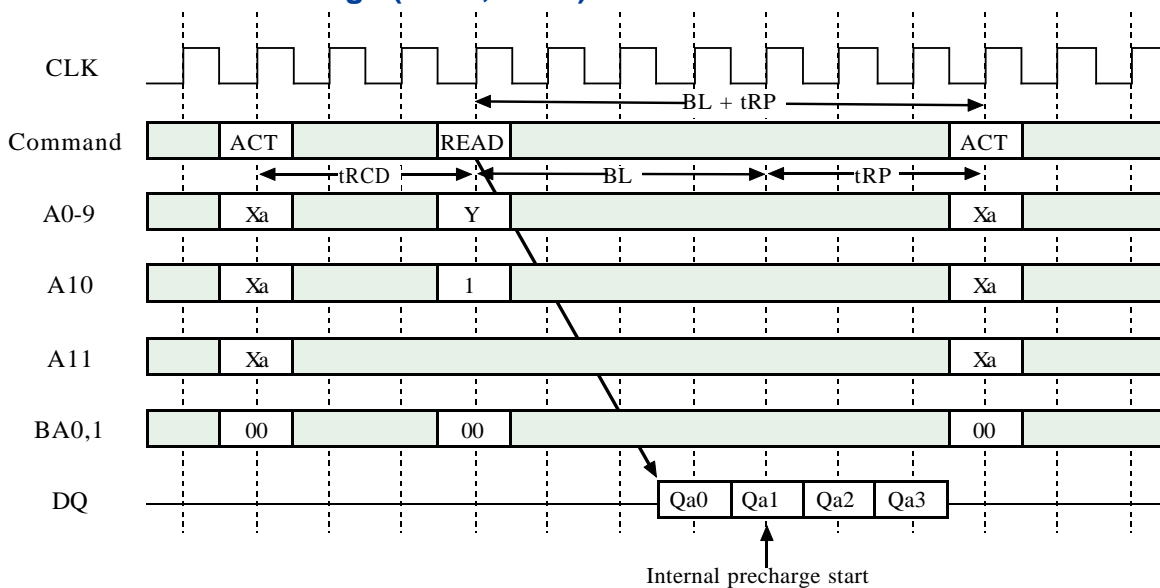 CLK
BL + tRP
Command ACT READ ACT
tRCD BL tRP
A0-9 Xa Y Xa
A10 Xa 1 Xa
A11 Xa Xa
BA0,1 00 00 00
DQ Qa0 Qa1 Qa2 Qa3
Internal precharge start